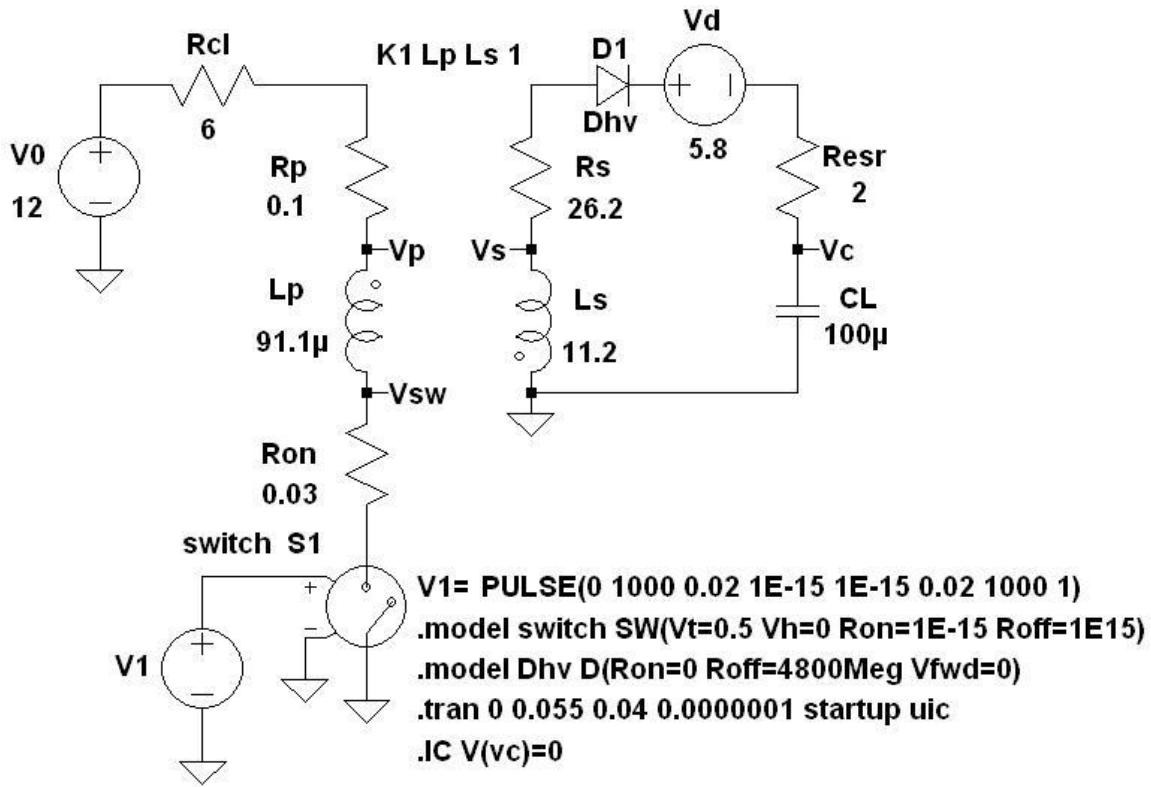 Vd
Rcl
K1 Lp Ls 1
D1
6
Dhv
5.8
V0
12
Rp
0.1
Rs
26.2
Resr
2
Vp
Vs
Vc
Lp
91.1µ
Ls
11.2
CL
100µ
Vsw
Ron
0.03
switch S1
V1
V1= PULSE(0 1000 0.02 1E-15 1E-15 0.02 1000 1)
.model switch SW(Vt=0.5 Vh=0 Ron=1E-15 Roff=1E15)
.model Dhv D(Ron=0 Roff=4800Meg Vfwd=0)
.tran 0 0.055 0.04 0.0000001 startup uic
.IC V(vc)=0